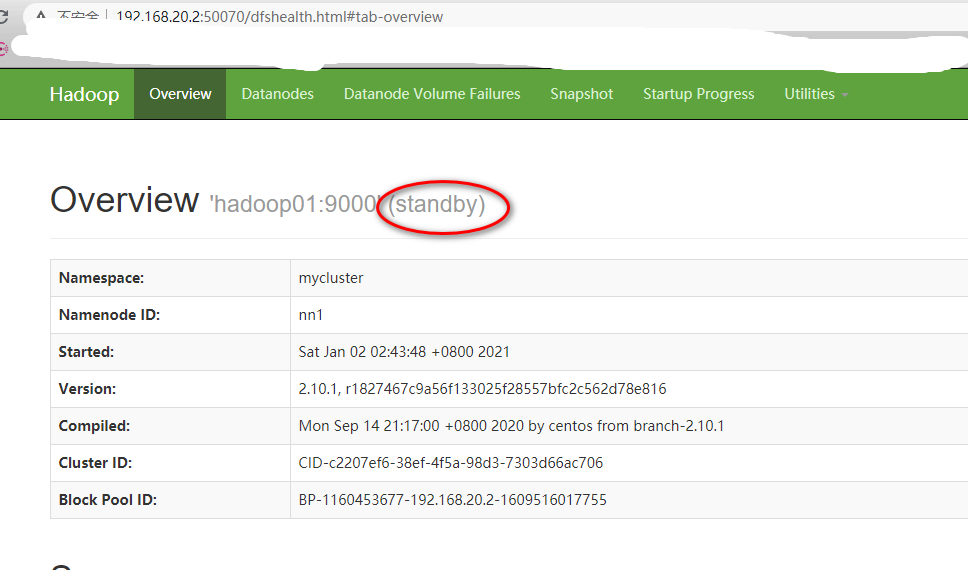 不安全 | 192.168.20.2:50070/dfshealth.html#tab-overview
Hadoop Overview Datanodes Datanode Volume Failures Snapshot Startup Progress Utilities
Overview 'hadoop01:9000' (standby)
Namespace: mycluster
Namenode ID: nn1
Started: Sat Jan 02 02:43:48 +0800 2021
Version: 2.10.1, r1827467c9a56f133025f28557bfc2c562d78e816
Compiled: Mon Sep 14 21:17:00 +0800 2020 by centos from branch-2.10.1
Cluster ID: CID-c2207ef6-38ef-4f5a-98d3-7303d66ac706
Block Pool ID: BP-1160453677-192.168.20.2-1609516017755